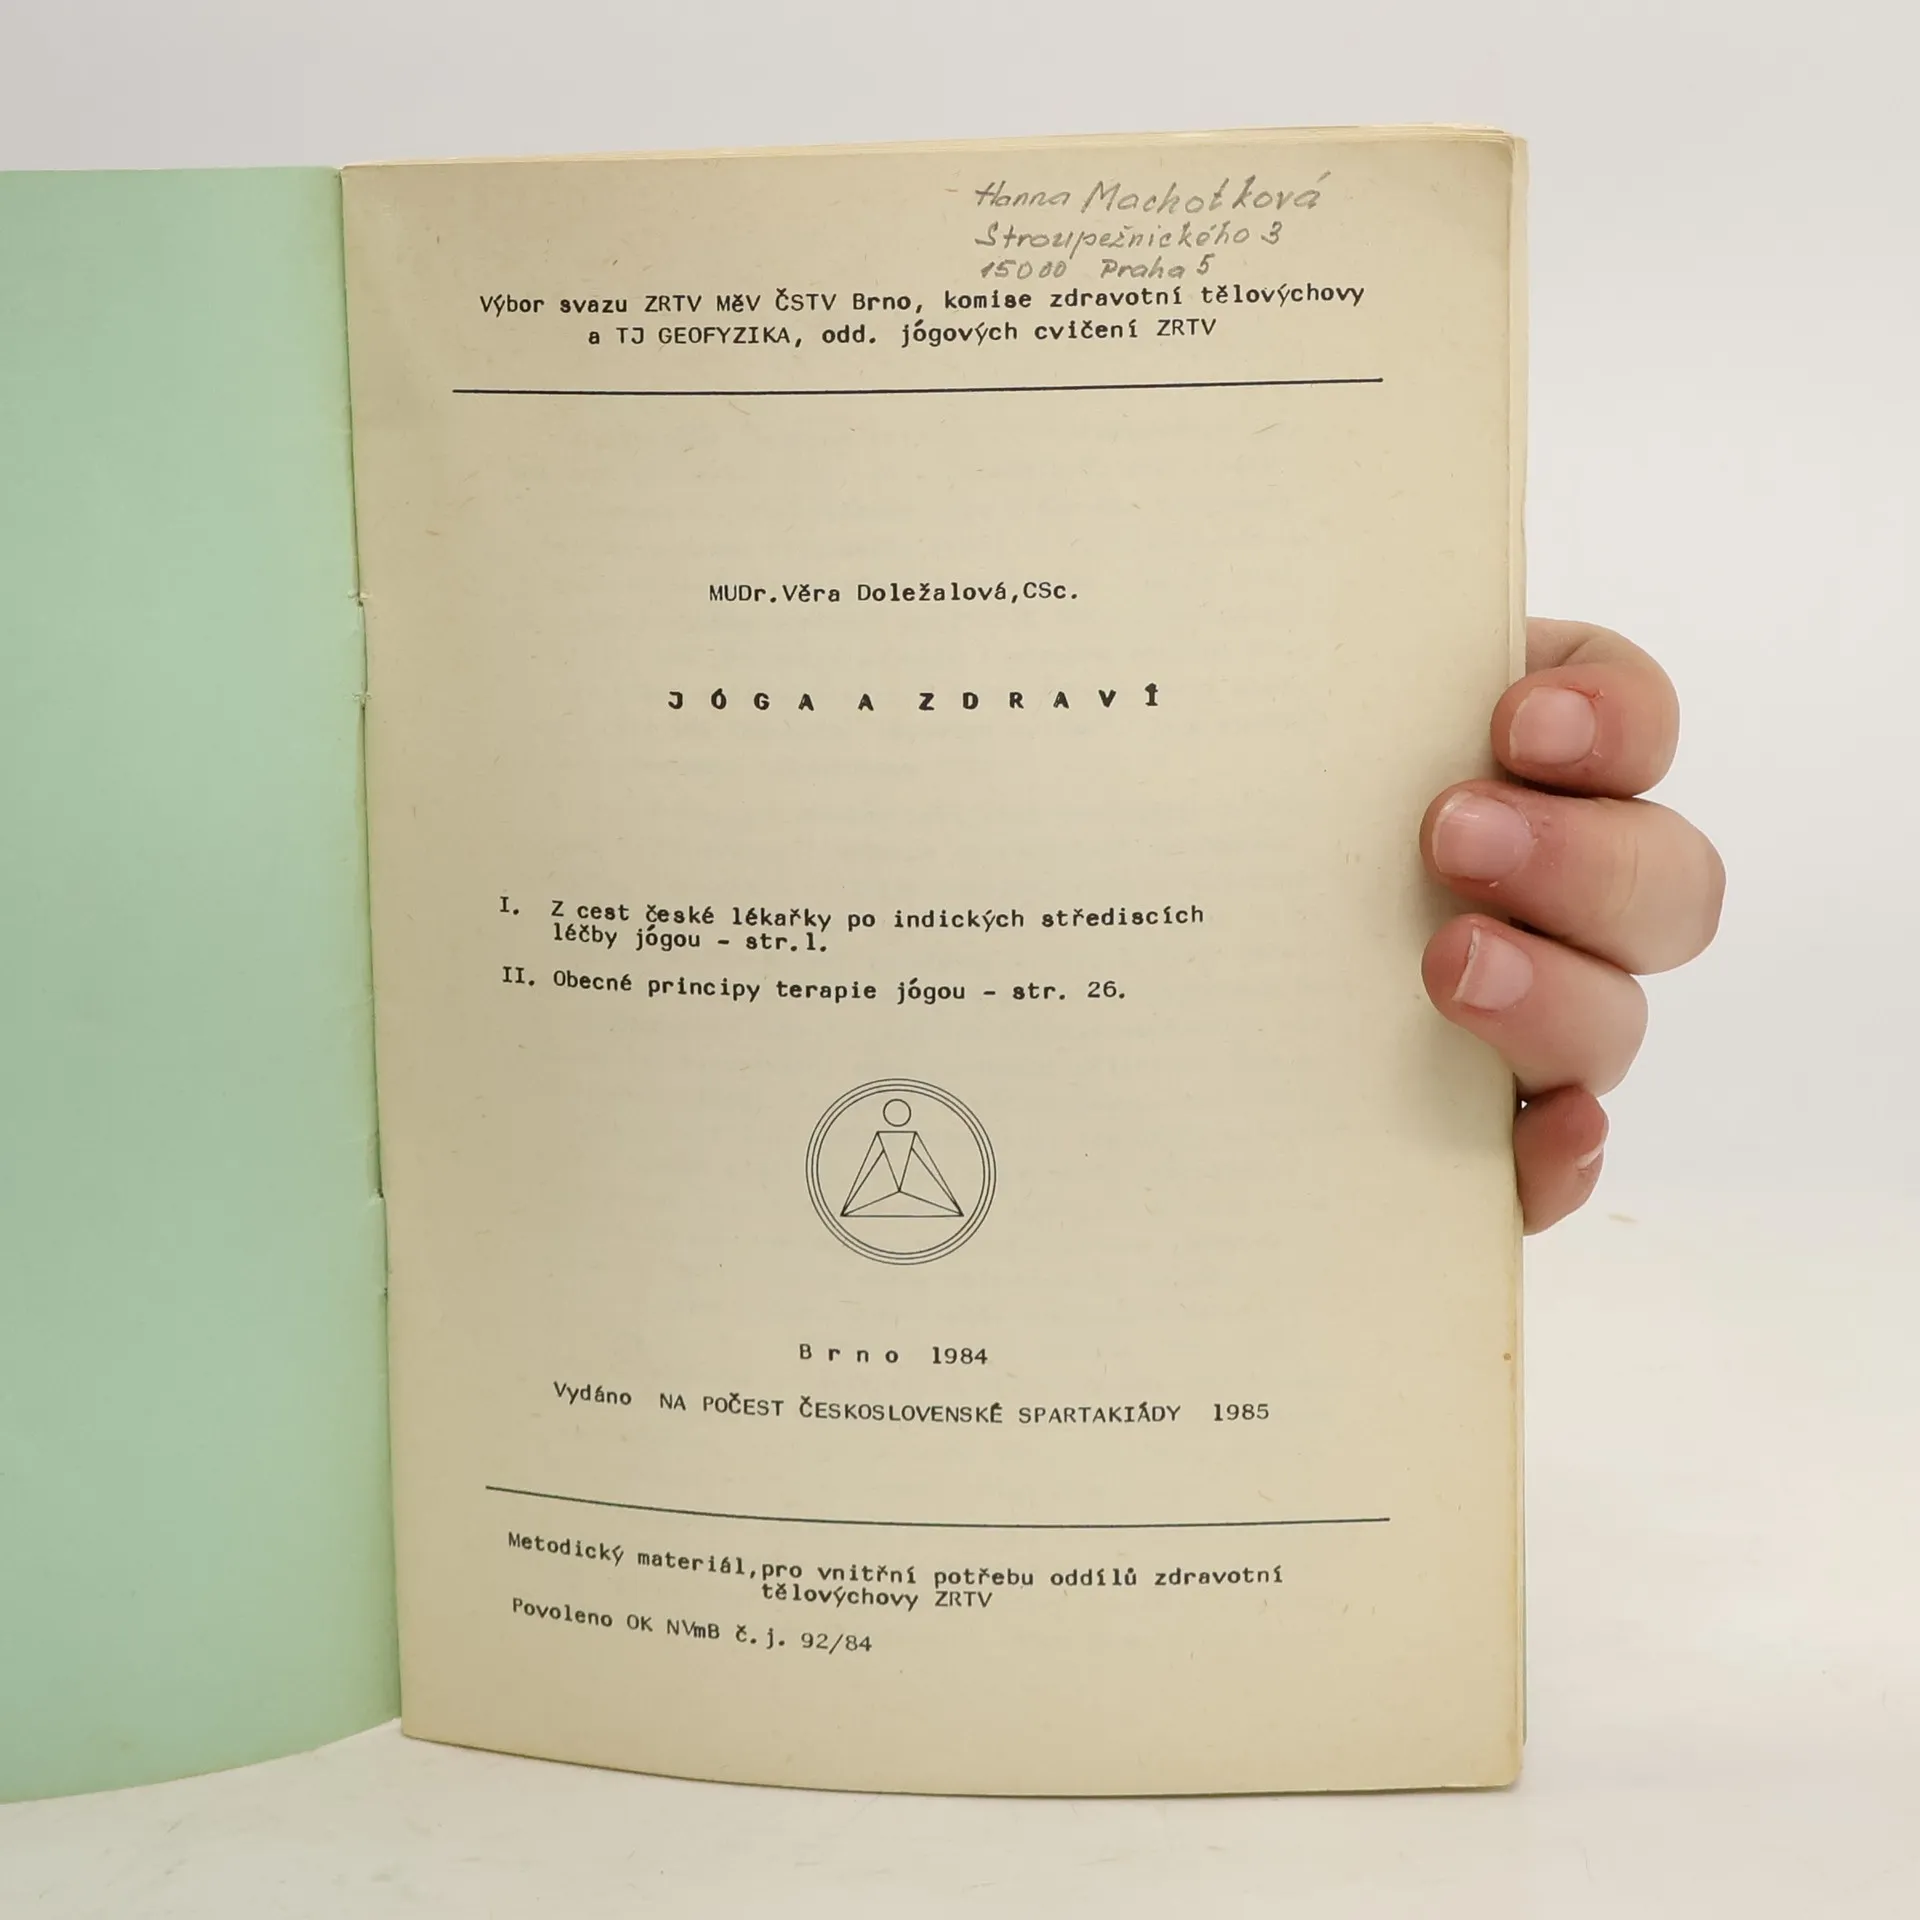 Hanna Machotková
Stroupežnického 3
15000 Praha 5
Výbor svazu ZRTV MěV ČSTV Brno, komise zdravotní tělovýchovy
a TJ GEOFYZIKA, odd. jógových cvičení ZRTV
MUDr.Věra Doležalová,CSc.
J Ó G A A Z D R A V Í
I. Z cest české lékařky po indických střediscích
léčby jógou - str.1.
II. Obecné principy terapie jógou - str. 26.
B r n o 1984
Vydáno NA POČEST ČESKOSLOVENSKÉ SPARTAKIÁDY 1985
Metodický materiál,pro vnitřní potřebu oddílů zdravotní
tělovýchovy ZRTV
Povoleno OK NVmB č.j. 92/84